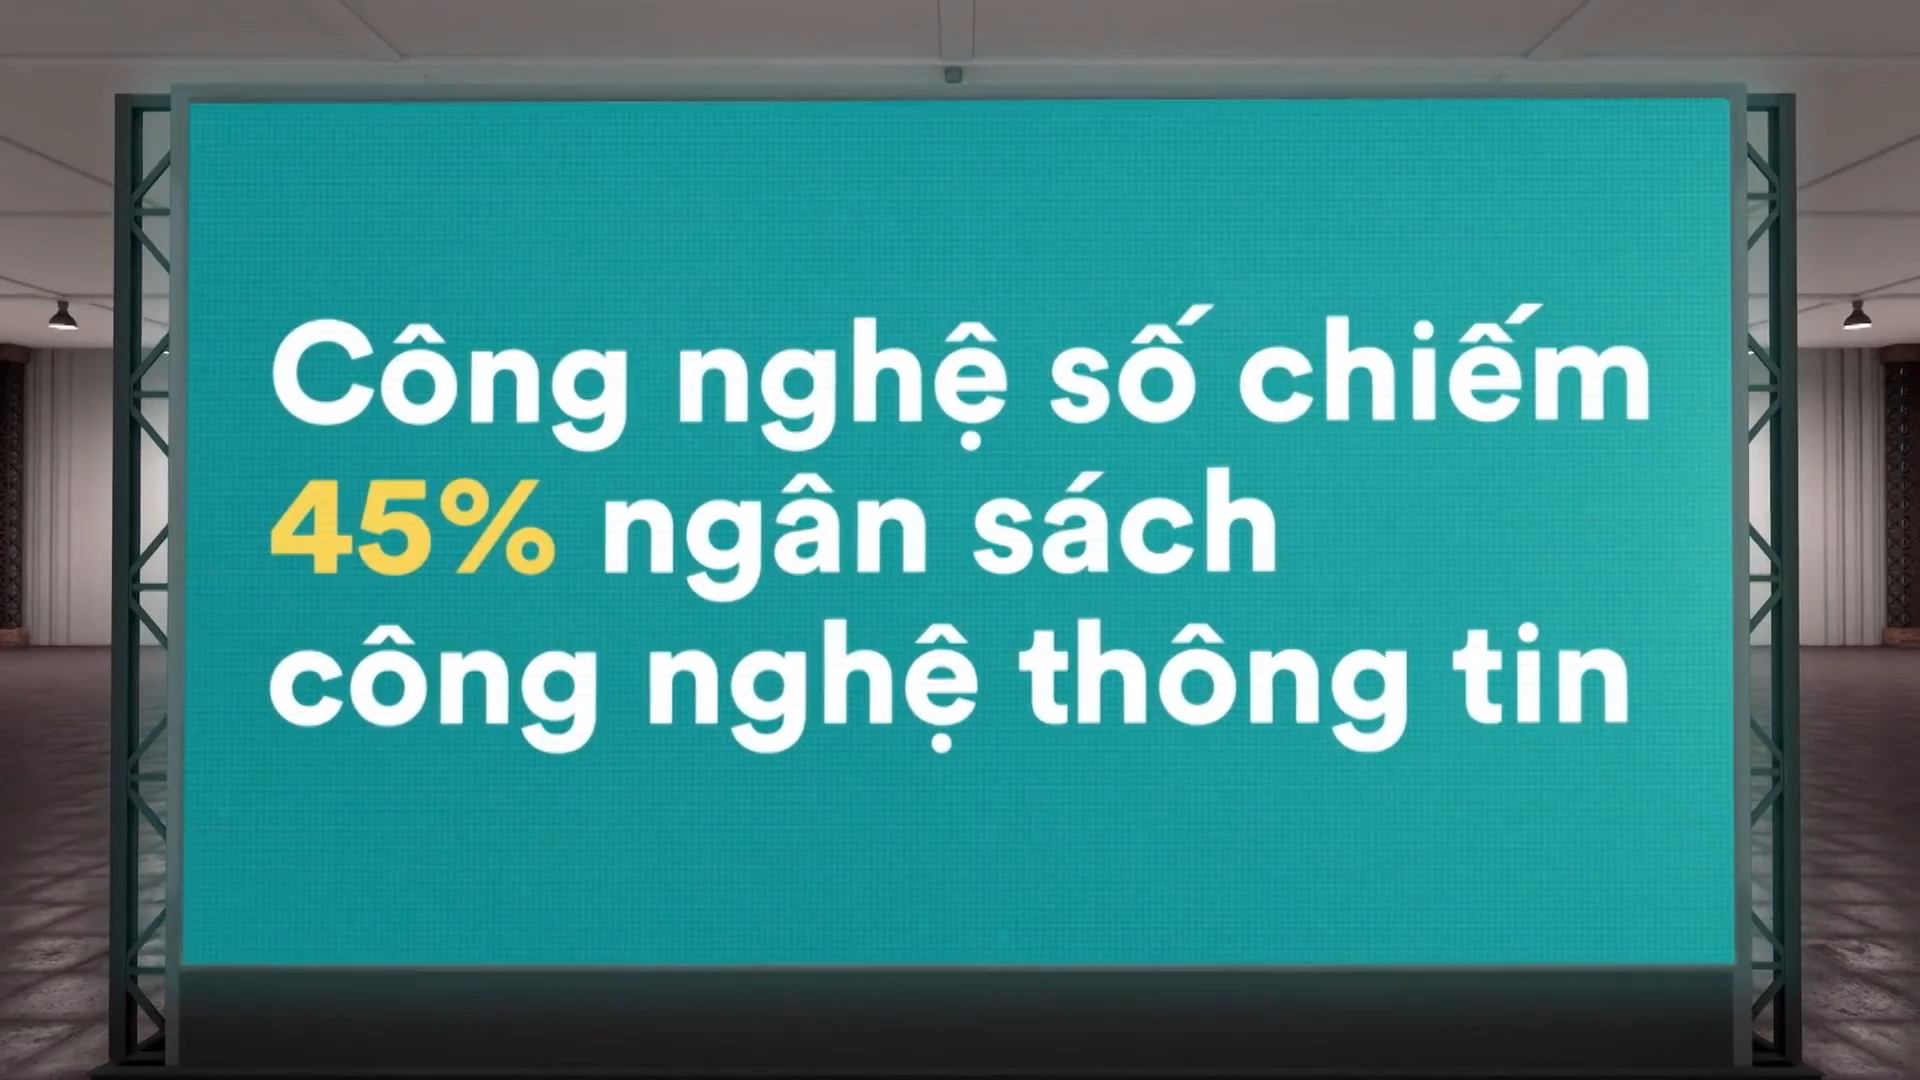 Công nghệ số chiếm
45% ngân sách
công nghệ thông tin